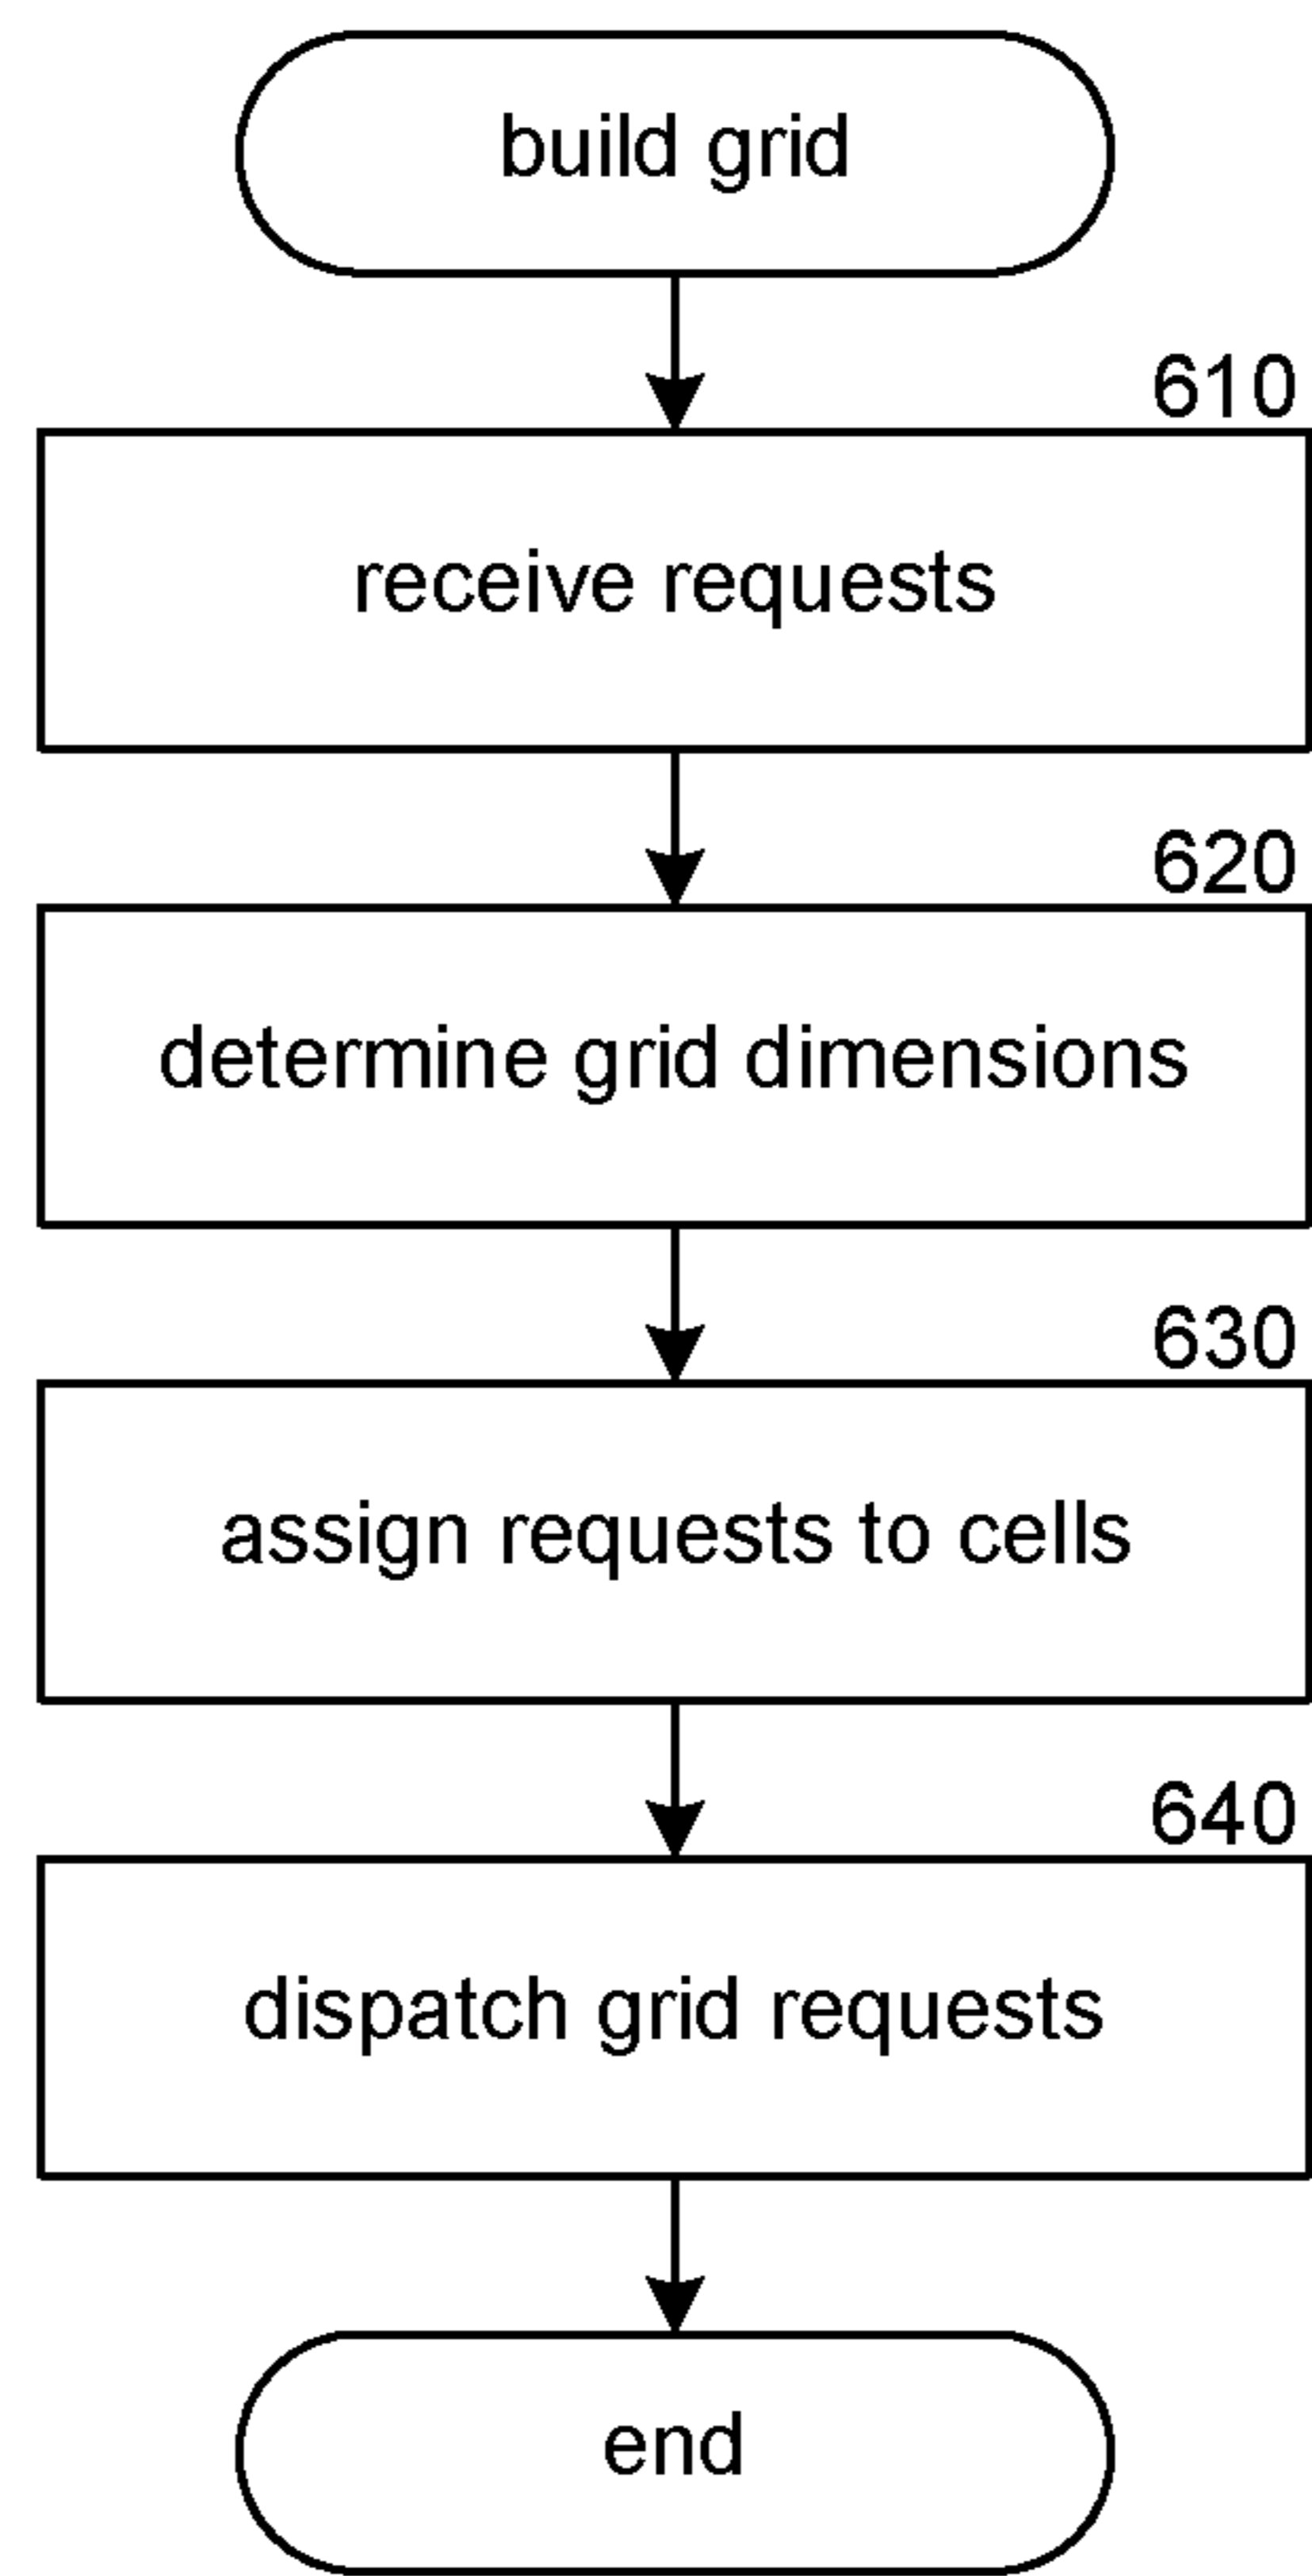 build grid
610
receive requests
620
determine grid dimensions
630
assign requests to cells
640
dispatch grid requests
end